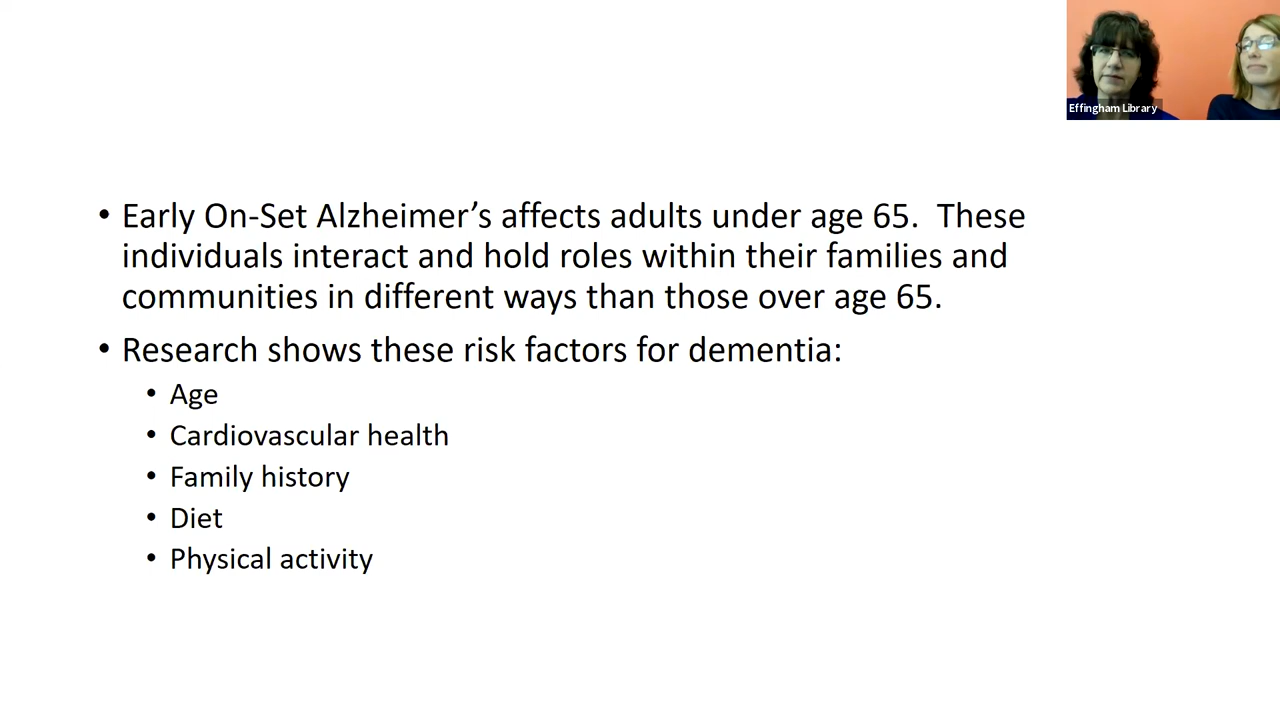 Effingham Library
• Early On-Set Alzheimer’s affects adults under age 65.  These
individuals interact and hold roles within their families and
communities in different ways than those over age 65.
• Research shows these risk factors for dementia:
• Age
• Cardiovascular health
• Family history
• Diet
• Physical activity